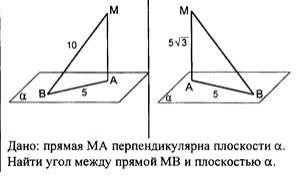 M
10
A
α
B
5
M
5√3
A
α
5
B
Дано: прямая МА перпендикулярна плоскости α.
Найти угол между прямой МВ и плоскостью α.